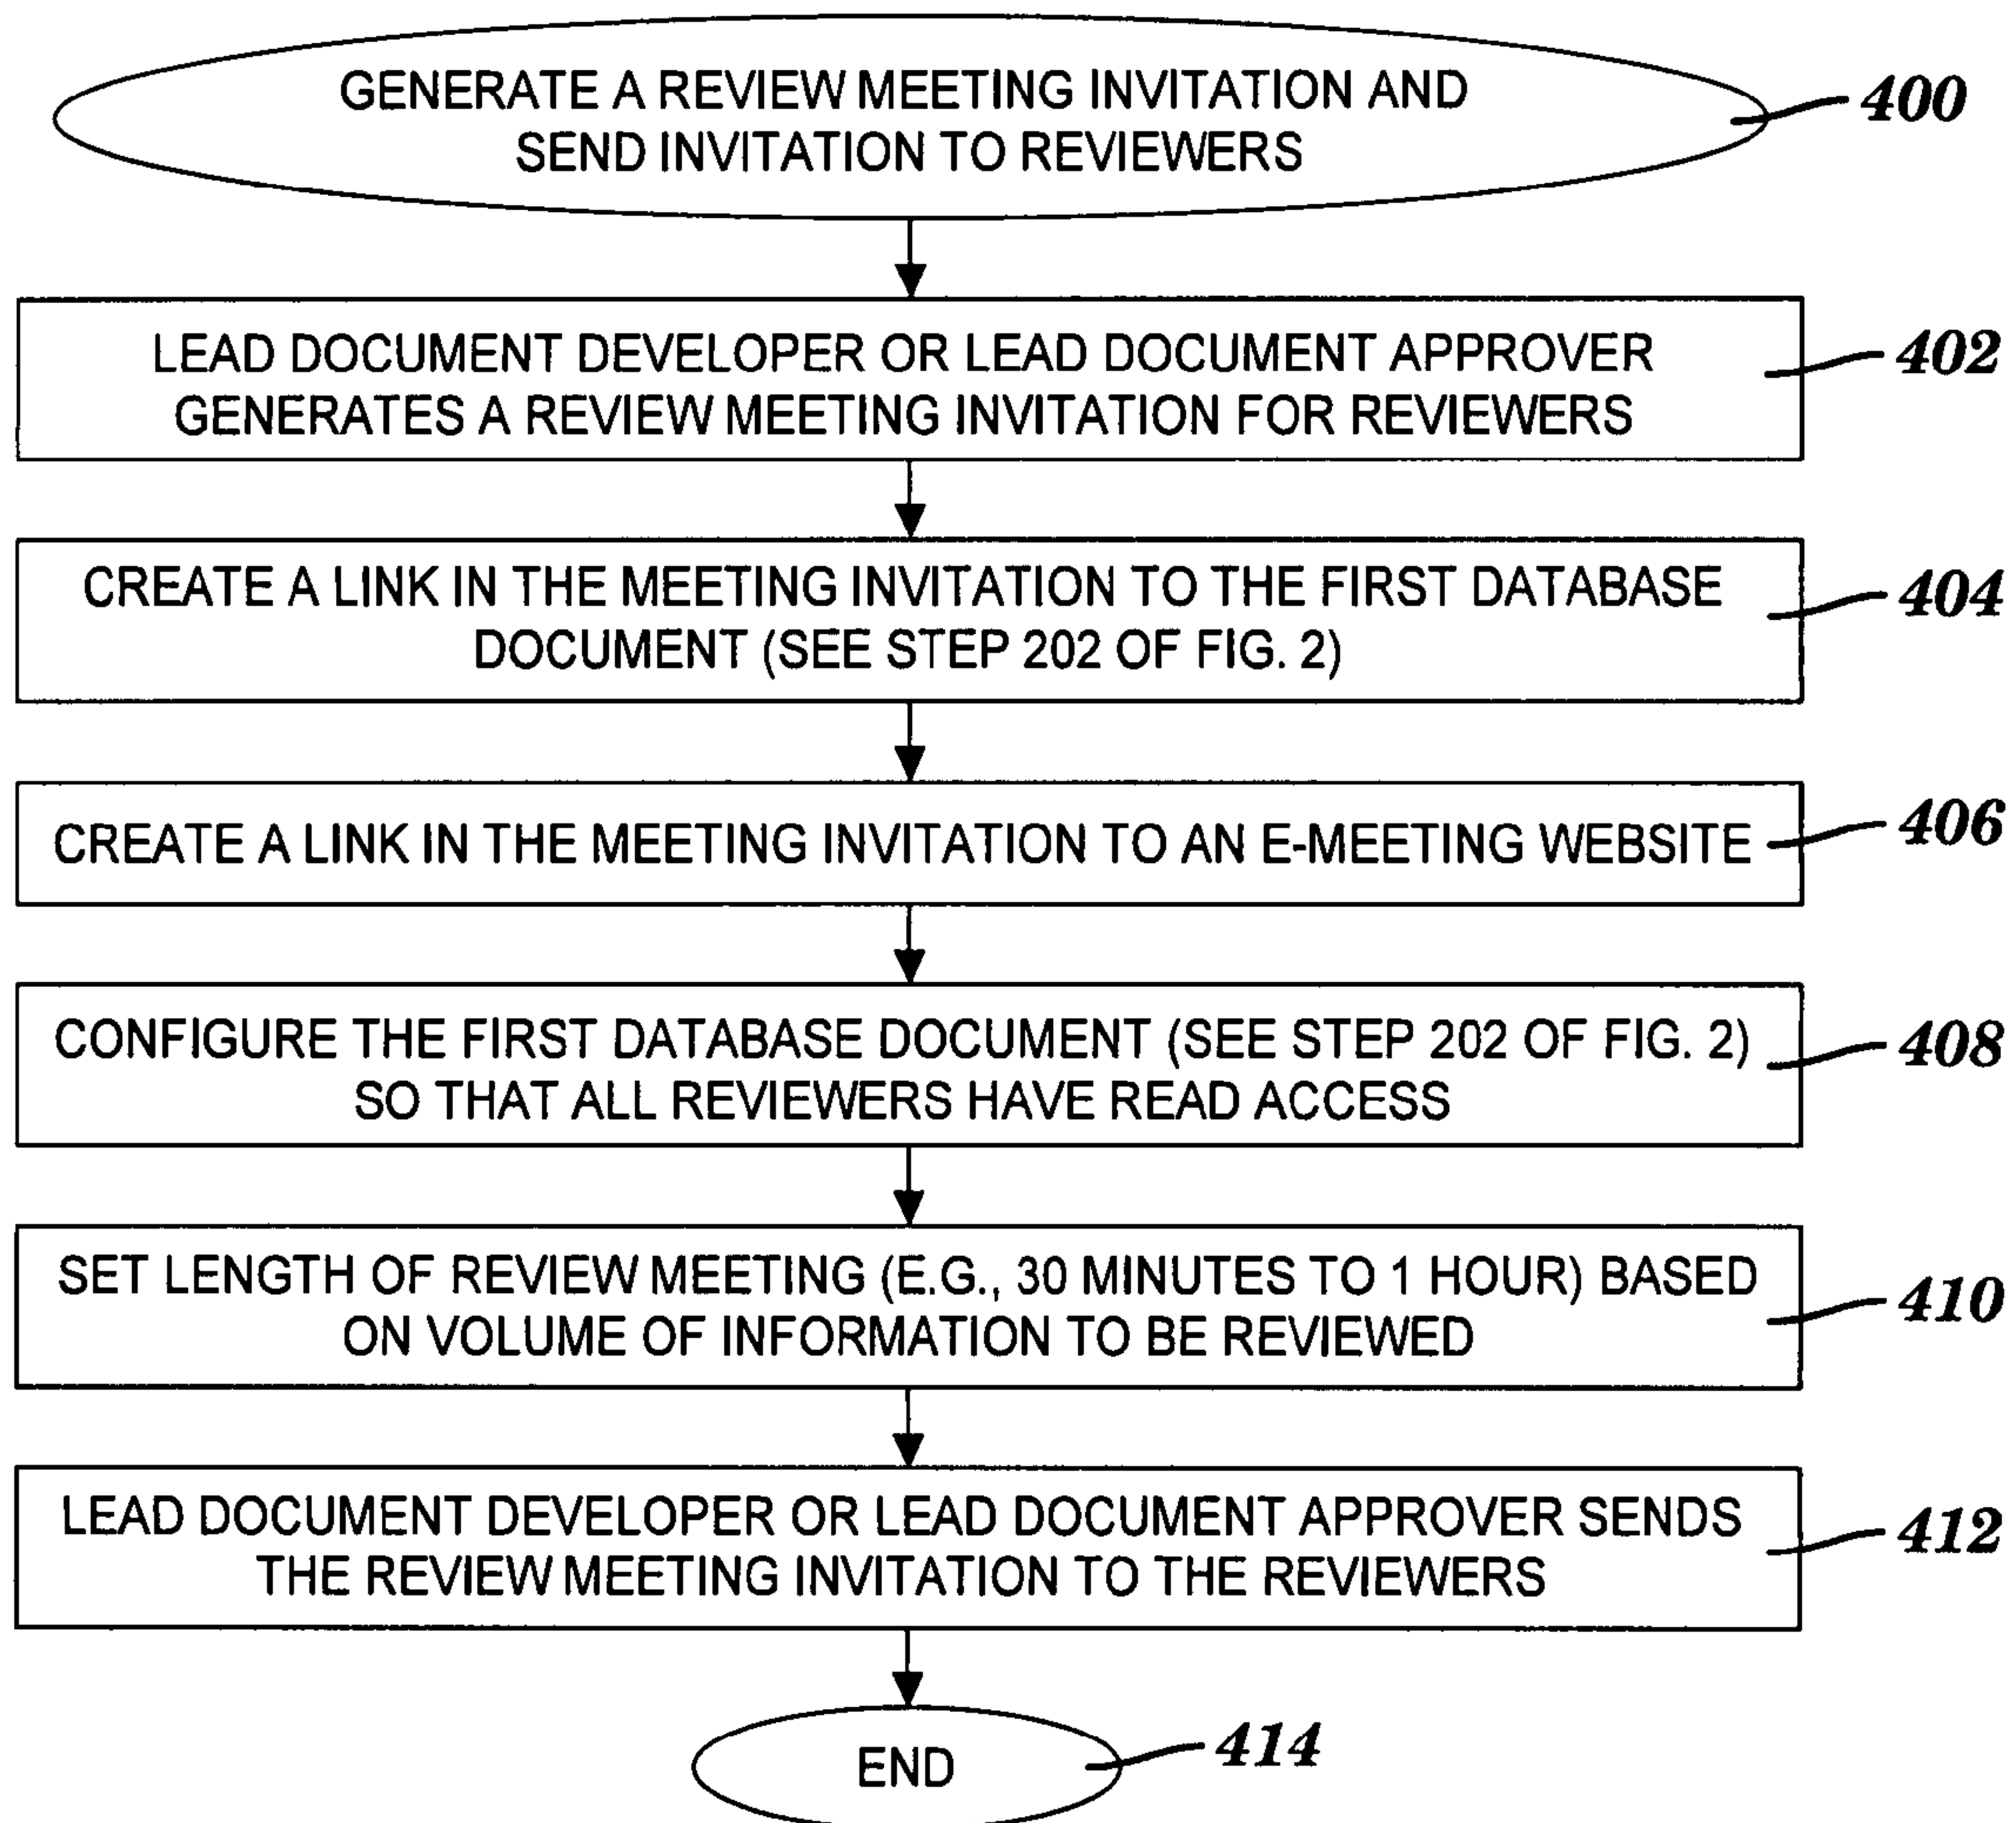 GENERATE A REVIEW MEETING INVITATION AND
SEND INVITATION TO REVIEWERS
400
LEAD DOCUMENT DEVELOPER OR LEAD DOCUMENT APPROVER
GENERATES A REVIEW MEETING INVITATION FOR REVIEWERS
402
CREATE A LINK IN THE MEETING INVITATION TO THE FIRST DATABASE
DOCUMENT (SEE STEP 202 OF FIG. 2)
404
CREATE A LINK IN THE MEETING INVITATION TO AN E-MEETING WEBSITE
406
CONFIGURE THE FIRST DATABASE DOCUMENT (SEE STEP 202 OF FIG. 2)
SO THAT ALL REVIEWERS HAVE READ ACCESS
408
SET LENGTH OF REVIEW MEETING (E.G., 30 MINUTES TO 1 HOUR) BASED
ON VOLUME OF INFORMATION TO BE REVIEWED
410
LEAD DOCUMENT DEVELOPER OR LEAD DOCUMENT APPROVER SENDS
THE REVIEW MEETING INVITATION TO THE REVIEWERS
412
END
414